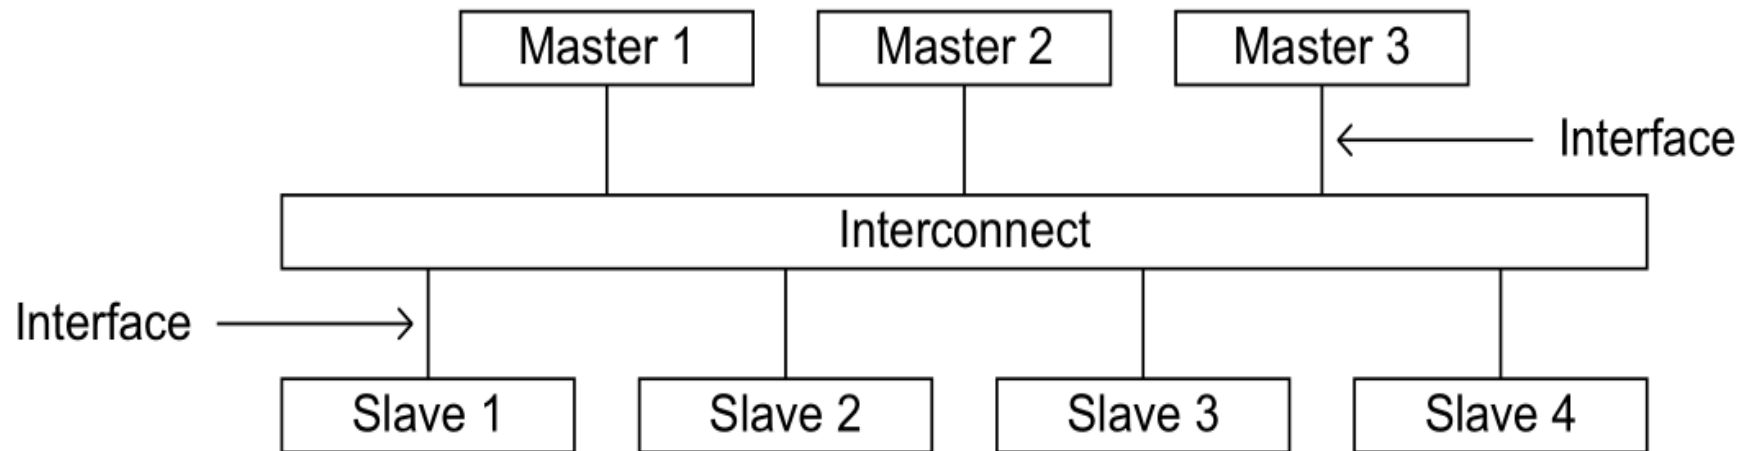 Master 1
Master 2
Master 3
Interface
Interconnect
Interface
Slave 1
Slave 2
Slave 3
Slave 4